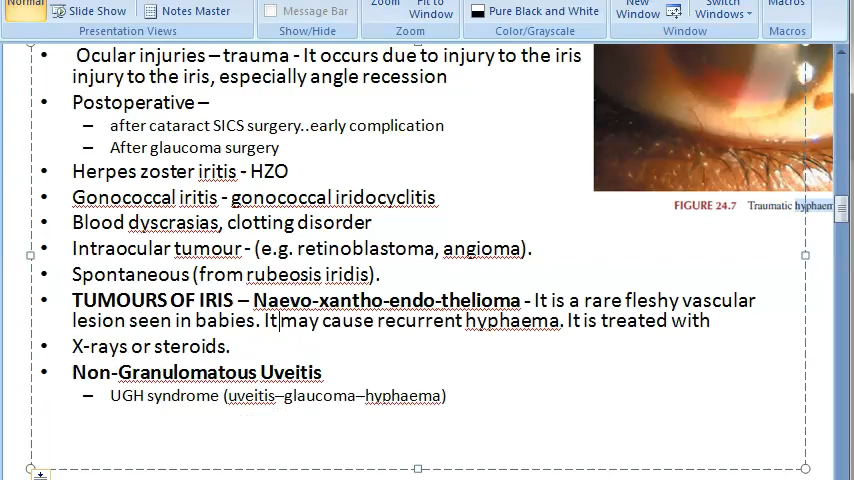 Normal
Slide Show
Notes Master
Message Bar
Zoom
Fit to
Window
Pure Black and White
New
Window
Switch
Windows
Macros
Presentation Views
Show/Hide
Zoom
Color/Grayscale
Window
Macros
• Ocular injuries – trauma - It occurs due to injury to the iris
injury to the iris, especially angle recession
• Postoperative –
– after cataract SICS surgery..early complication
– After glaucoma surgery
• Herpes zoster iritis - HZO
• Gonococcal iritis - gonococcal iridocyclitis
• Blood dyscrasias, clotting disorder
• Intraocular tumour - (e.g. retinoblastoma, angioma).
• Spontaneous (from rubeosis iridis).
• TUMOURS OF IRIS – Naevo-xantho-endo-thelioma - It is a rare fleshy vascular
lesion seen in babies. It may cause recurrent hyphaema. It is treated with
• X-rays or steroids.
• Non-Granulomatous Uveitis
– UGH syndrome (uveitis–glaucoma–hyphaema)
FIGURE 24.7 Traumatic hyphaem